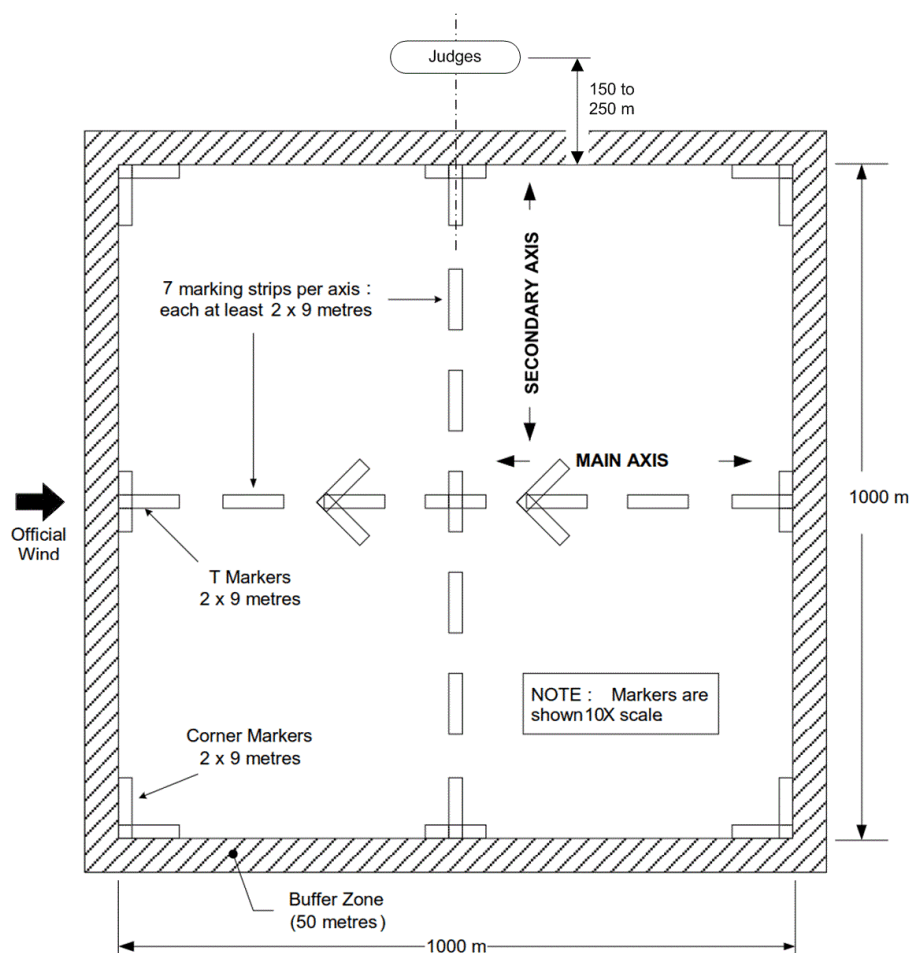 Judges
150 to
250 m
7 marking strips per axis :
each at least 2 x 9 metres
SECONDARY AXIS
MAIN AXIS
1000 m
Official
Wind
T Markers
2 x 9 metres
NOTE : Markers are
shown10X scale.
Corner Markers
2 x 9 metres
Buffer Zone
(50 metres)
1000 m